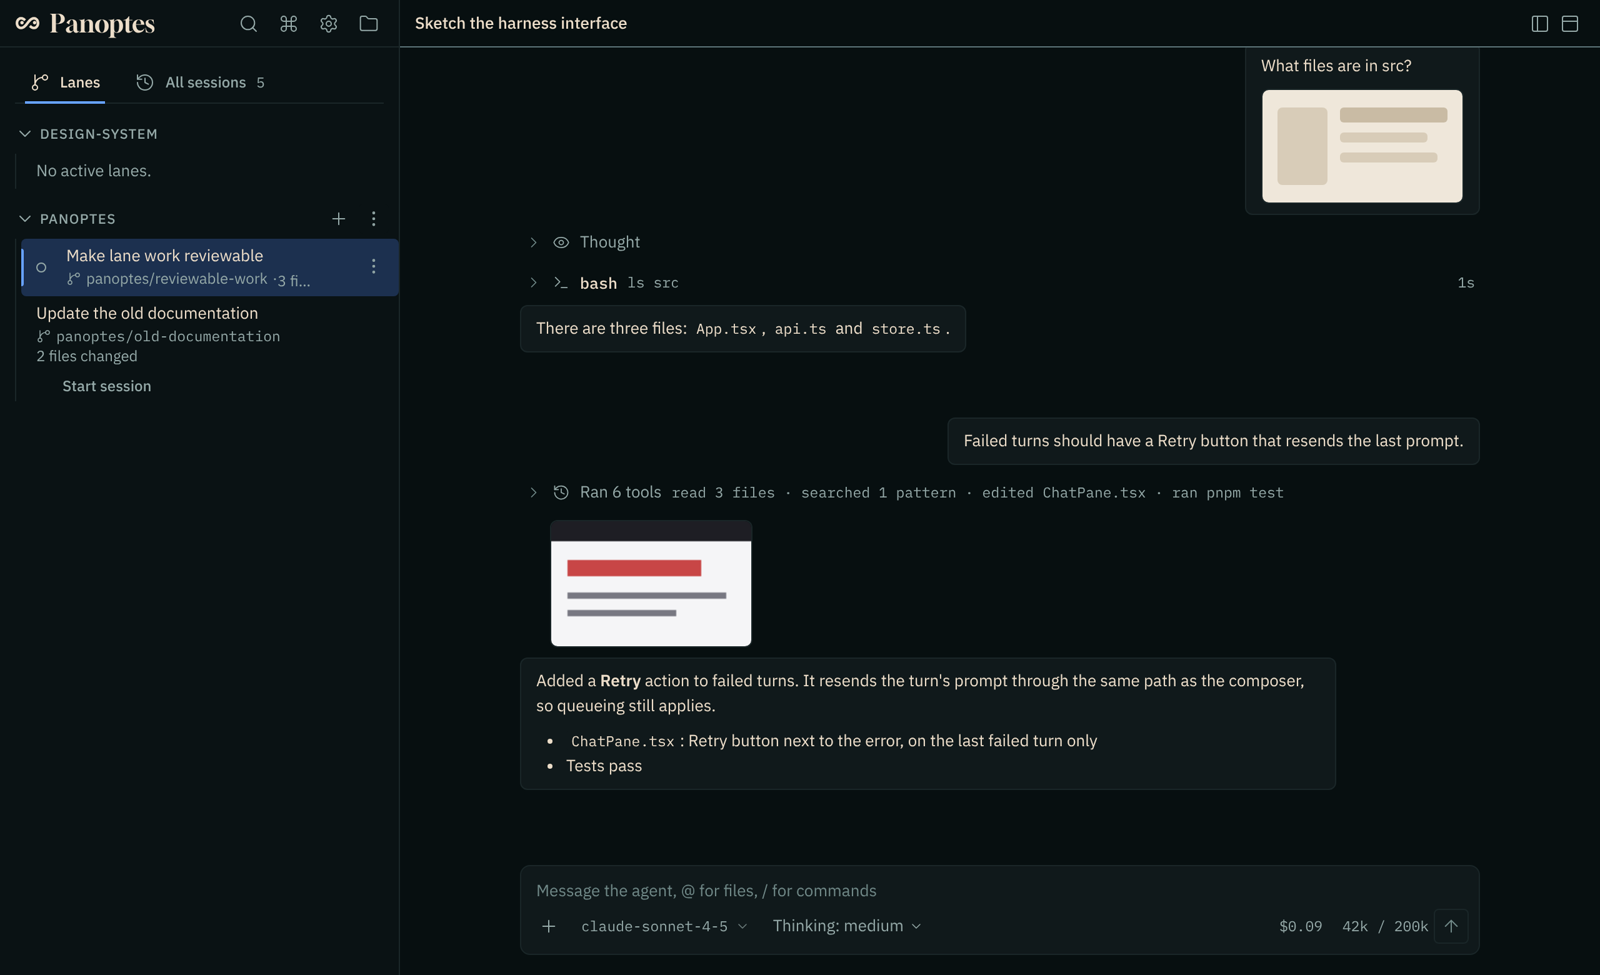 Panoptes
Lanes
All sessions 5
DESIGN-SYSTEM
No active lanes.
PANOPTES
Make lane work reviewable
panoptes/reviewable-work ·3 fi...
Update the old documentation
panoptes/old-documentation
2 files changed
Start session
Sketch the harness interface
What files are in src?
Thought
bash ls src 1s
There are three files: App.tsx, api.ts and store.ts.
Failed turns should have a Retry button that resends the last prompt.
Ran 6 tools read 3 files · searched 1 pattern · edited ChatPane.tsx · ran pnpm test
Added a Retry action to failed turns. It resends the turn's prompt through the same path as the composer,
so queueing still applies.
• ChatPane.tsx: Retry button next to the error, on the last failed turn only
• Tests pass
Message the agent, @ for files, / for commands
claude-sonnet-4-5 Thinking: medium $0.09 42k / 200k